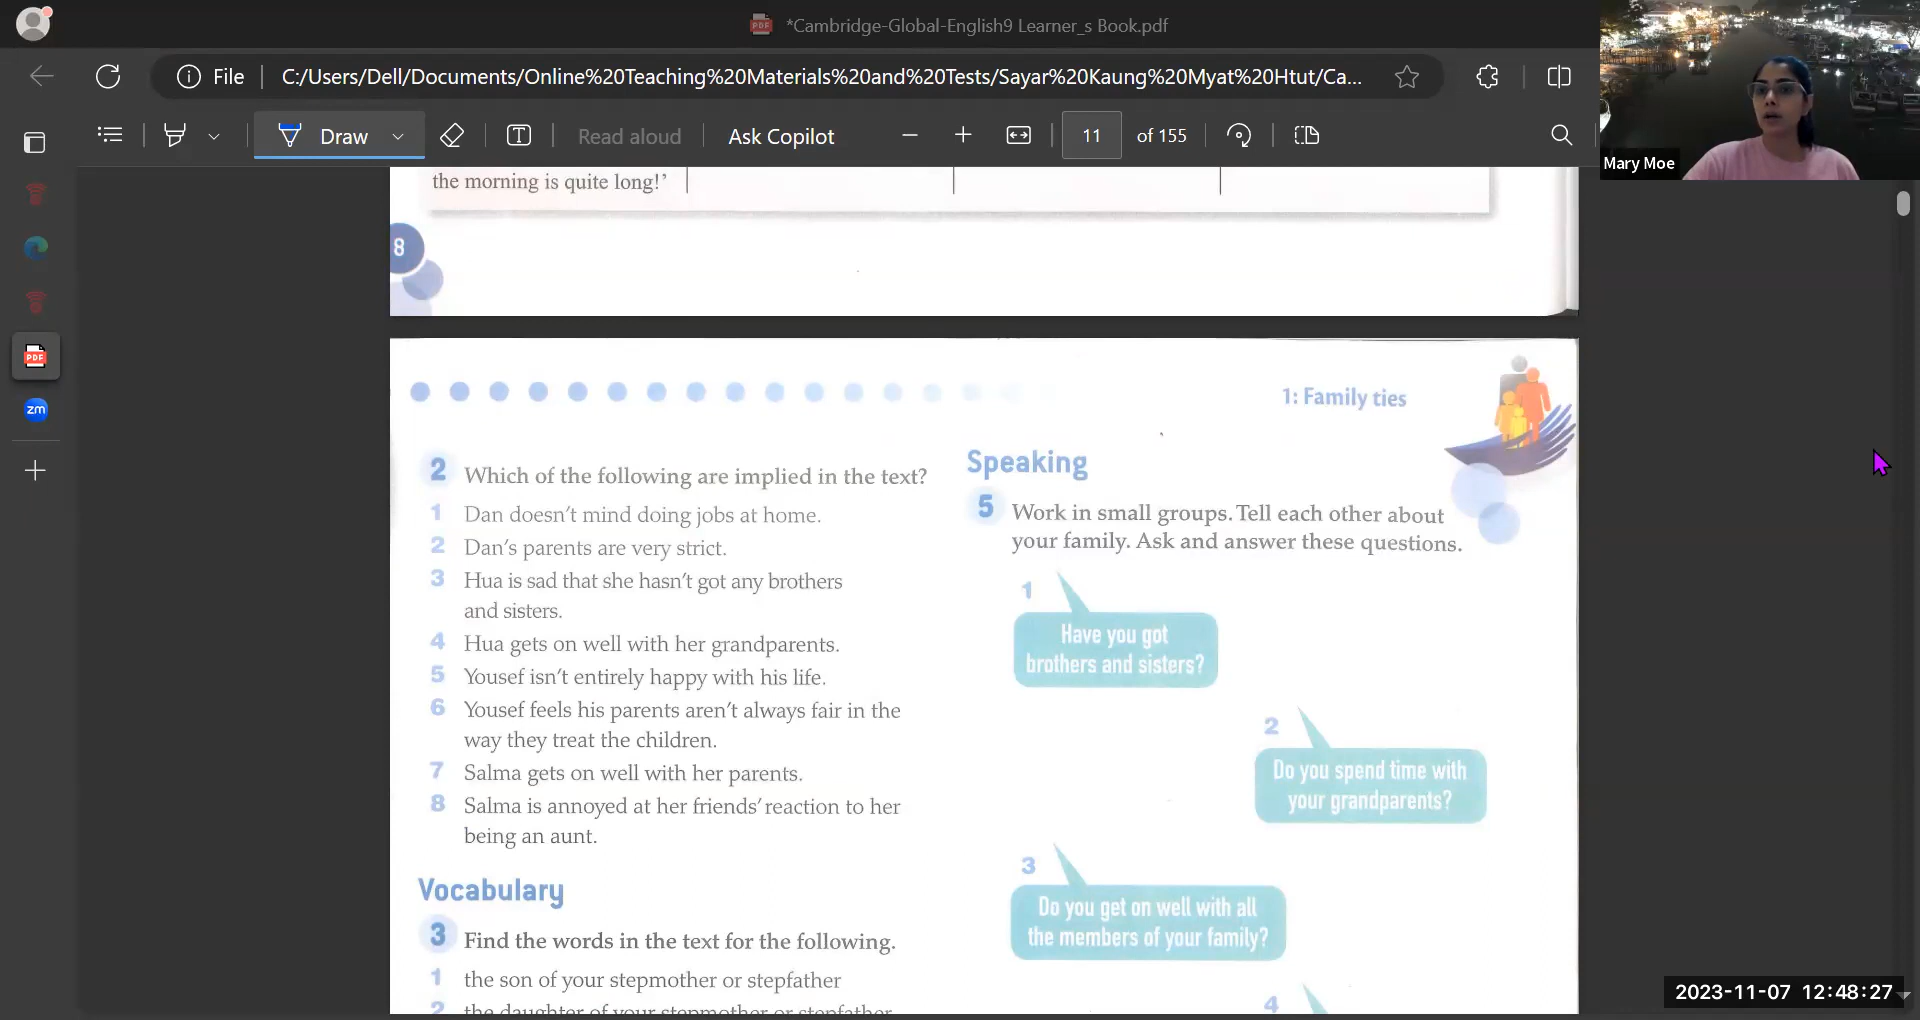 *Cambridge-Global-English9 Learner_s Book.pdf
File
C:/Users/Dell/Documents/Online%20Teaching%20Materials%20and%20Tests/Sayar%20Kaung%20Myat%20Htut/Ca...
Draw
Read aloud
Ask Copilot
11
of 155
Mary Moe
PDF
zm
the morning is quite long!’
8
1: Family ties
2 Which of the following are implied in the text?
1 Dan doesn’t mind doing jobs at home.
2 Dan’s parents are very strict.
3 Hua is sad that she hasn’t got any brothers
and sisters.
4 Hua gets on well with her grandparents.
5 Yousef isn’t entirely happy with his life.
6 Yousef feels his parents aren’t always fair in the
way they treat the children.
7 Salma gets on well with her parents.
8 Salma is annoyed at her friends’ reaction to her
being an aunt.
Vocabulary
3 Find the words in the text for the following.
1 the son of your stepmother or stepfather
2 the daughter of your stepmother or stepfather
Speaking
5 Work in small groups. Tell each other about
your family. Ask and answer these questions.
1
Have you got
brothers and sisters?
2
Do you spend time with
your grandparents?
3
Do you get on well with all
the members of your family?
4
2023-11-07 12:48:27